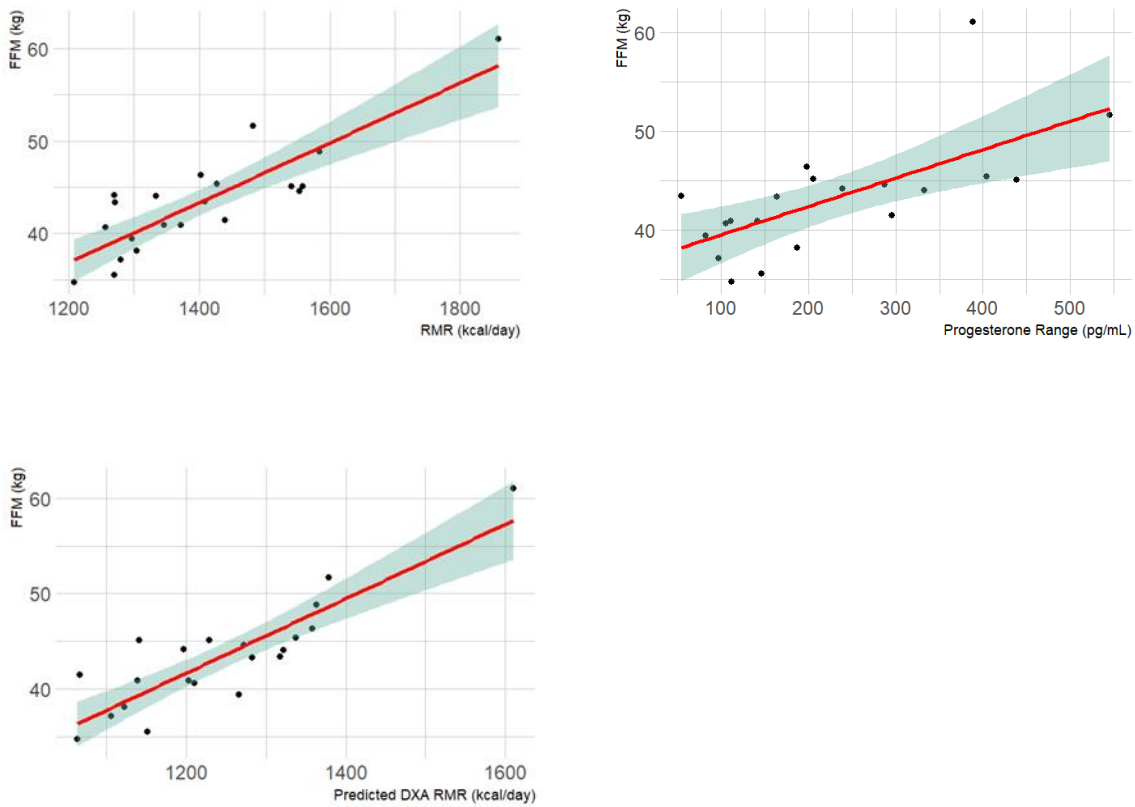 FFM (kg)
60
50
40
1200 1400 1600 1800
RMR (kcal/day)
FFM (kg)
60
50
40
100 200 300 400 500
Progesterone Range (pg/mL)
FFM (kg)
60
50
40
1200 1400 1600
Predicted DXA RMR (kcal/day)